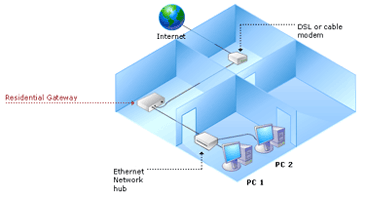 Internet
DSL or cable
modem
Residential Gateway
Ethernet
Network
hub
PC 1
PC 2